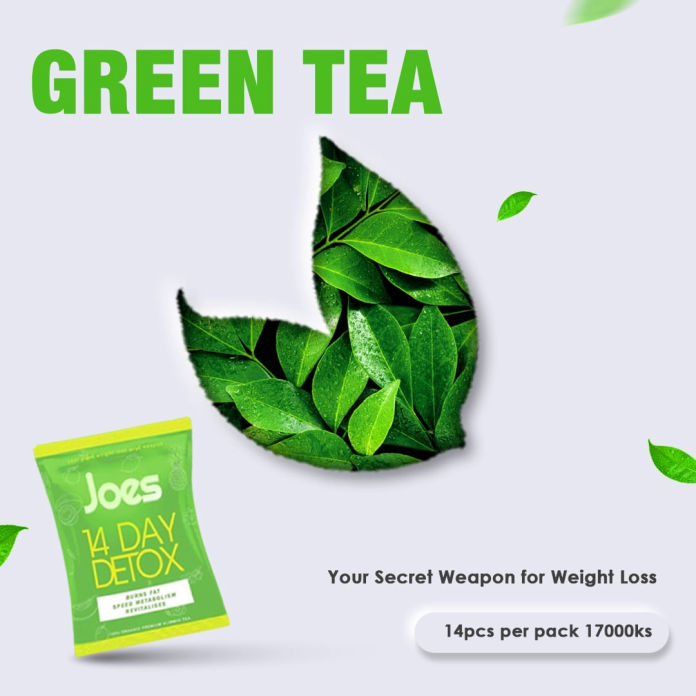 GREEN TEA
Joes
14 DAY
DETOX
BURNS FAT
SPEED METABOLISM
REVITALISES
Your Secret Weapon for Weight Loss
14pcs per pack 17000ks